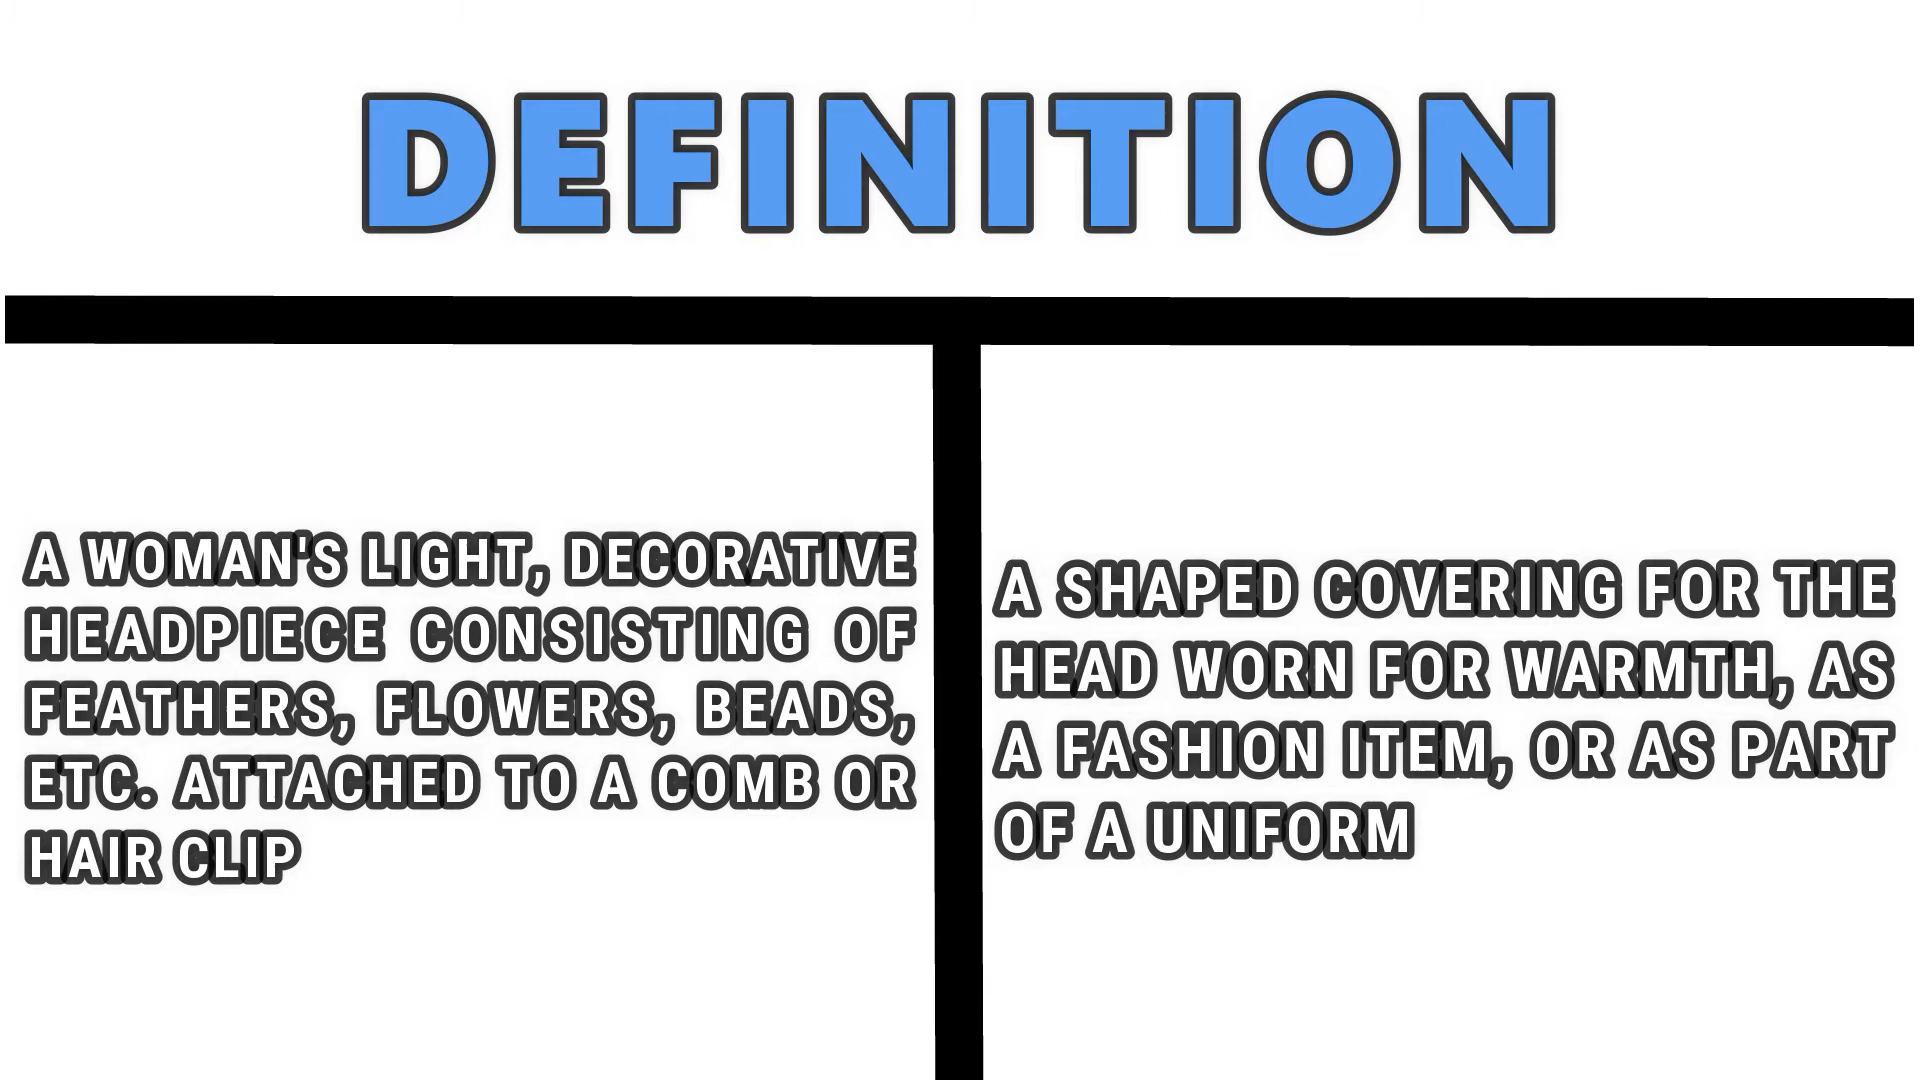 DEFINITION
A WOMAN'S LIGHT, DECORATIVE
HEADPIECE CONSISTING OF
FEATHERS, FLOWERS, BEADS,
ETC. ATTACHED TO A COMB OR
HAIR CLIP
A SHAPED COVERING FOR THE
HEAD WORN FOR WARMTH, AS
A FASHION ITEM, OR AS PART
OF A UNIFORM